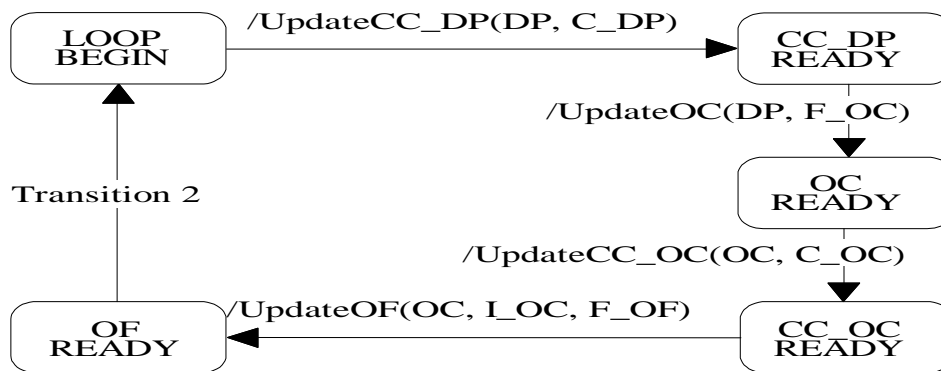 LOOP
BEGIN
/UpdateCC_DP(DP, C_DP)
CC_DP
READY
/UpdateOC(DP, F_OC)
OC
READY
Transition 2
/UpdateCC_OC(OC, C_OC)
/UpdateOF(OC, I_OC, F_OF)
OF
READY
CC_OC
READY